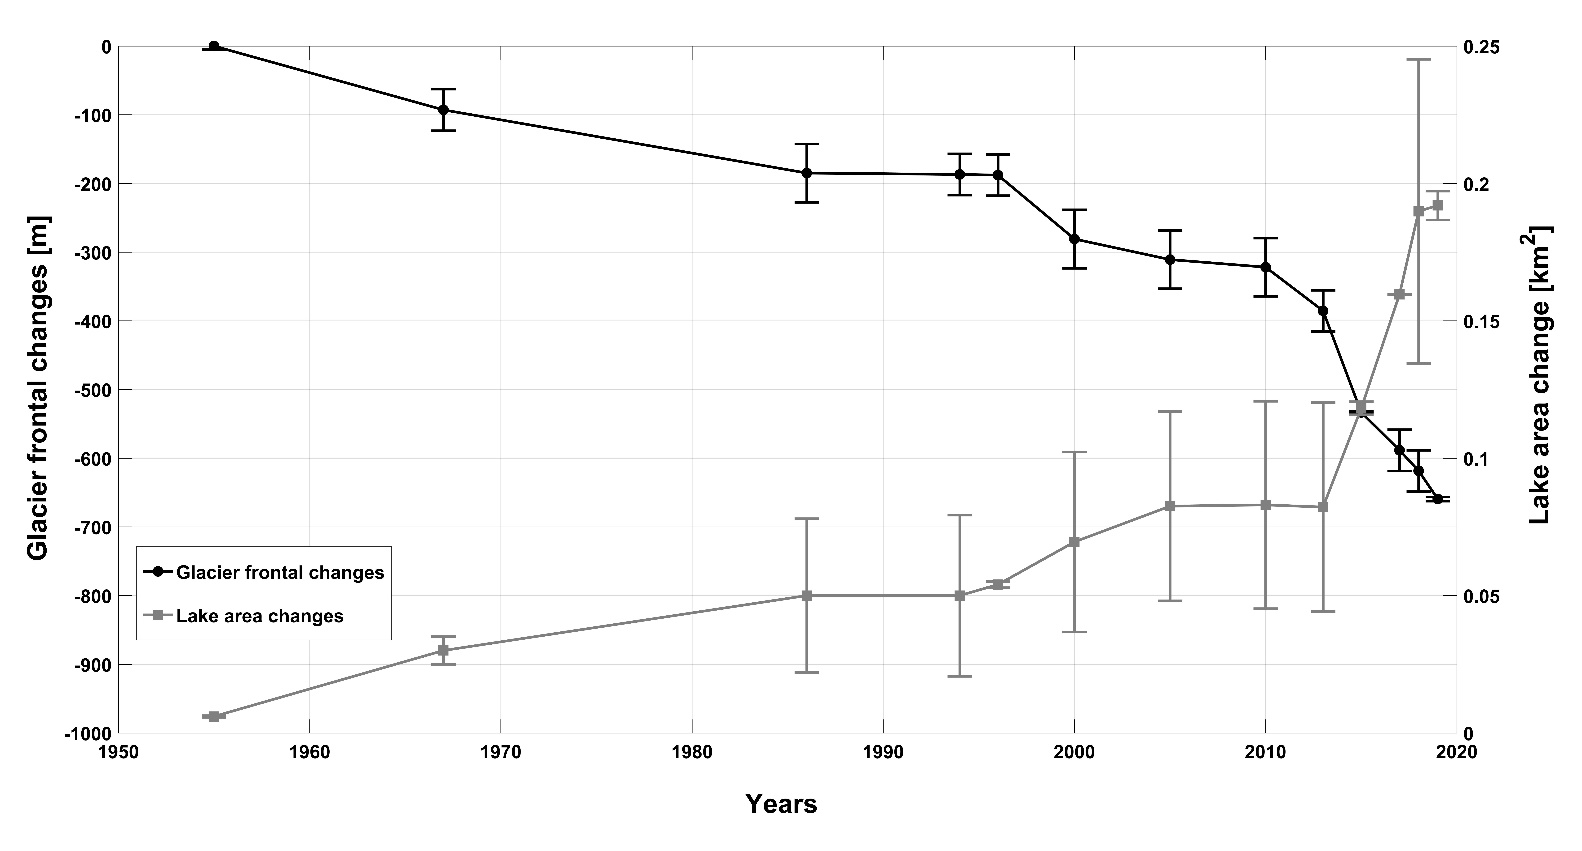 0
-100
-200
-300
-400
-500
-600
-700
-800
-900
-1000
Glacier frontal changes [m]
0.25
0.2
0.15
0.1
0.05
0
Lake area change [km²]
Glacier frontal changes
Lake area changes
1950 1960 1970 1980 1990 2000 2010 2020
Years